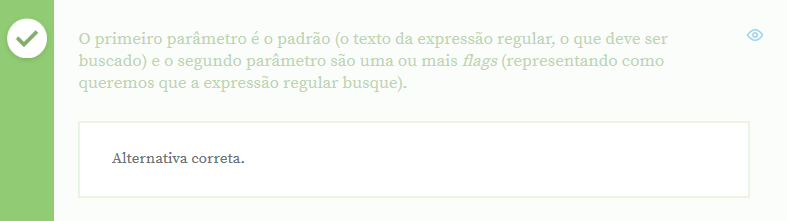 O primeiro parâmetro é o padrão (o texto da expressão regular, o que deve ser
buscado) e o segundo parâmetro são uma ou mais flags (representando como
queremos que a expressão regular busque).
Alternativa correta.